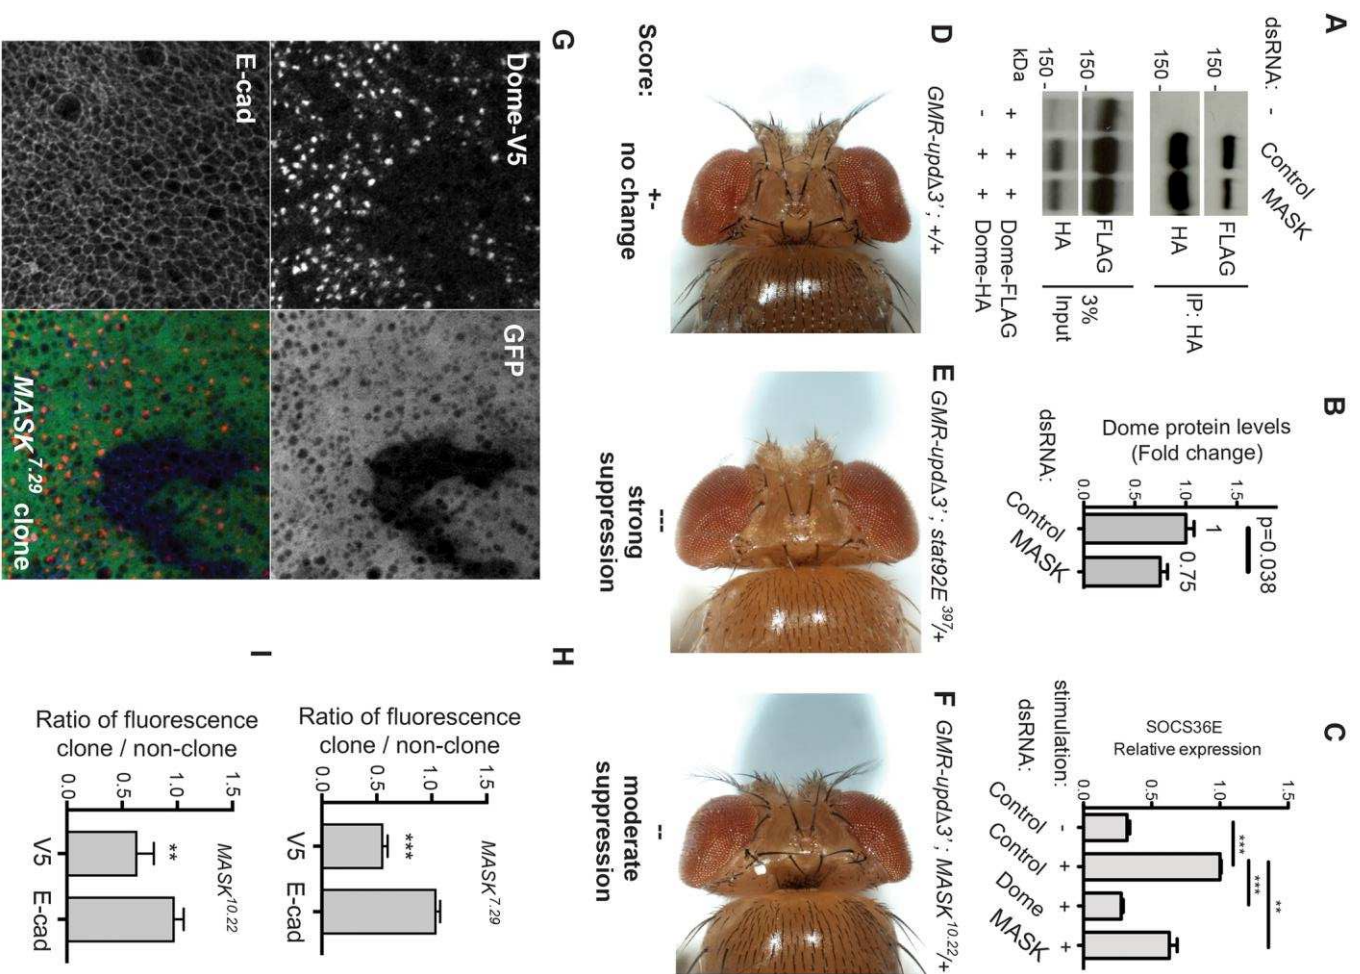 A
dsRNA:
-
Control
MASK
150 -
FLAG
150 -
HA
IP: HA
150 -
FLAG
150 -
HA
3%
Input
kDa
+ + + Dome-FLAG
- + + Dome-HA
B
Dome protein levels
(Fold change)
0.0
0.5
1.0
1.5
p=0.038
1
0.75
dsRNA:
Control
MASK
C
SOCS36E
Relative expression
0.0
0.5
1.0
1.5
***
***
**
stimulation: - + + +
dsRNA:
Control
Control
Dome
MASK
D
GMR-updΔ3'; +/+
Score:
+-
no change
E
GMR-updΔ3'; stat92E397/+
---
strong
suppression
F
GMR-updΔ3'; MASK10.22/+
--
moderate
suppression
G
Dome-V5
GFP
E-cad
MASK7.29 clone
H
MASK7.29
Ratio of fluorescence
clone / non-clone
0.0
0.5
1.0
1.5
***
V5
E-cad
I
MASK10.22
Ratio of fluorescence
clone / non-clone
0.0
0.5
1.0
1.5
**
V5
E-cad